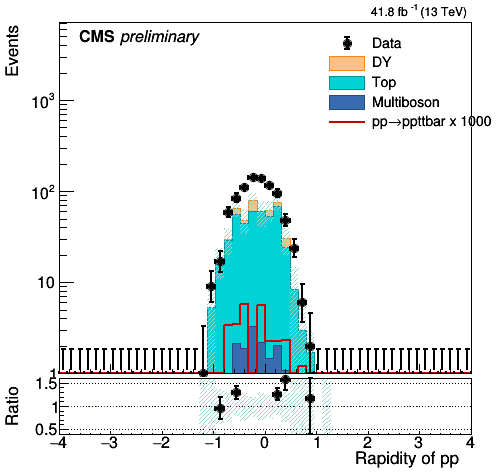 41.8 fb⁻¹ (13 TeV)
CMS preliminary
Events
Data
DY
Top
Multiboson
pp→ppttbar x 1000
10³
10²
10
1
Ratio
1.5
1
0.5
−4 −3 −2 −1 0 1 2 3 4
Rapidity of pp